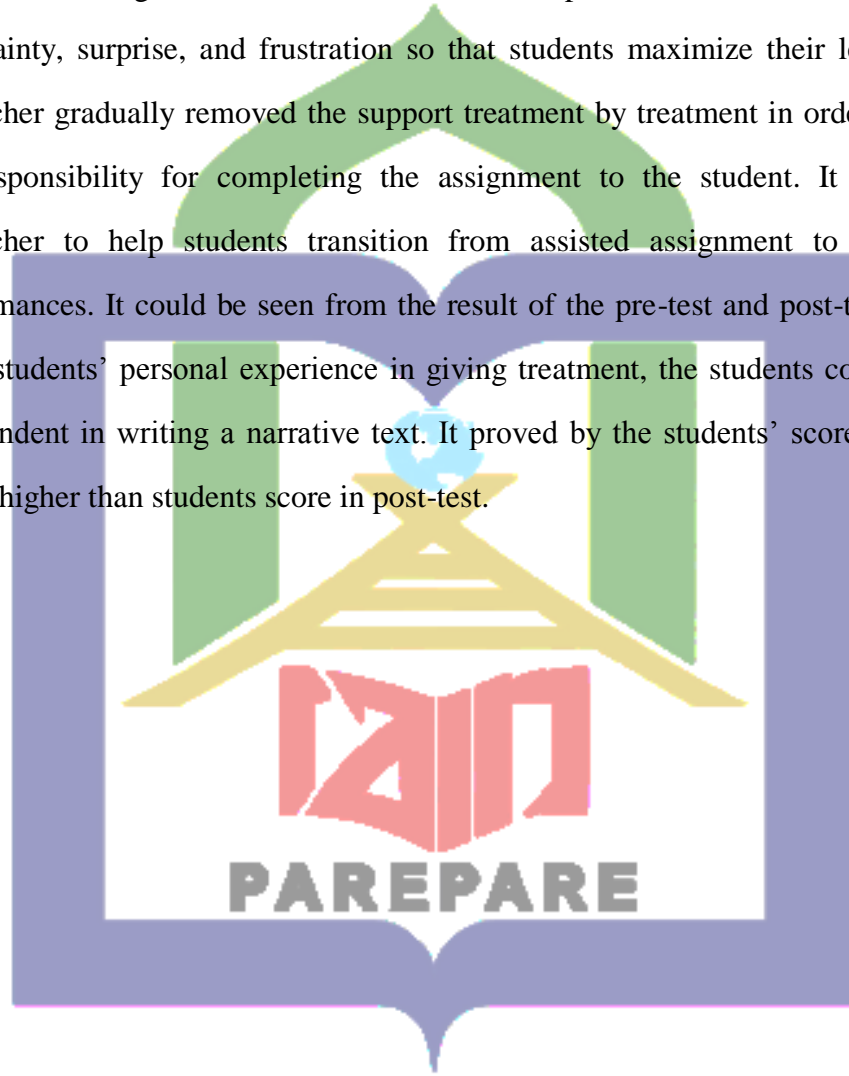 ainty, surprise, and frustration so that students maximize their
cher gradually removed the support treatment by treatment in
sponsibility for completing the assignment to the student. It
cher to help students transition from assisted assignment to
mances. It could be seen from the result of the pre-test and
students’ personal experience in giving treatment, the students
ndent in writing a narrative text. It proved by the students’ score
higher than students score in post-test.
iain
PAREPARE